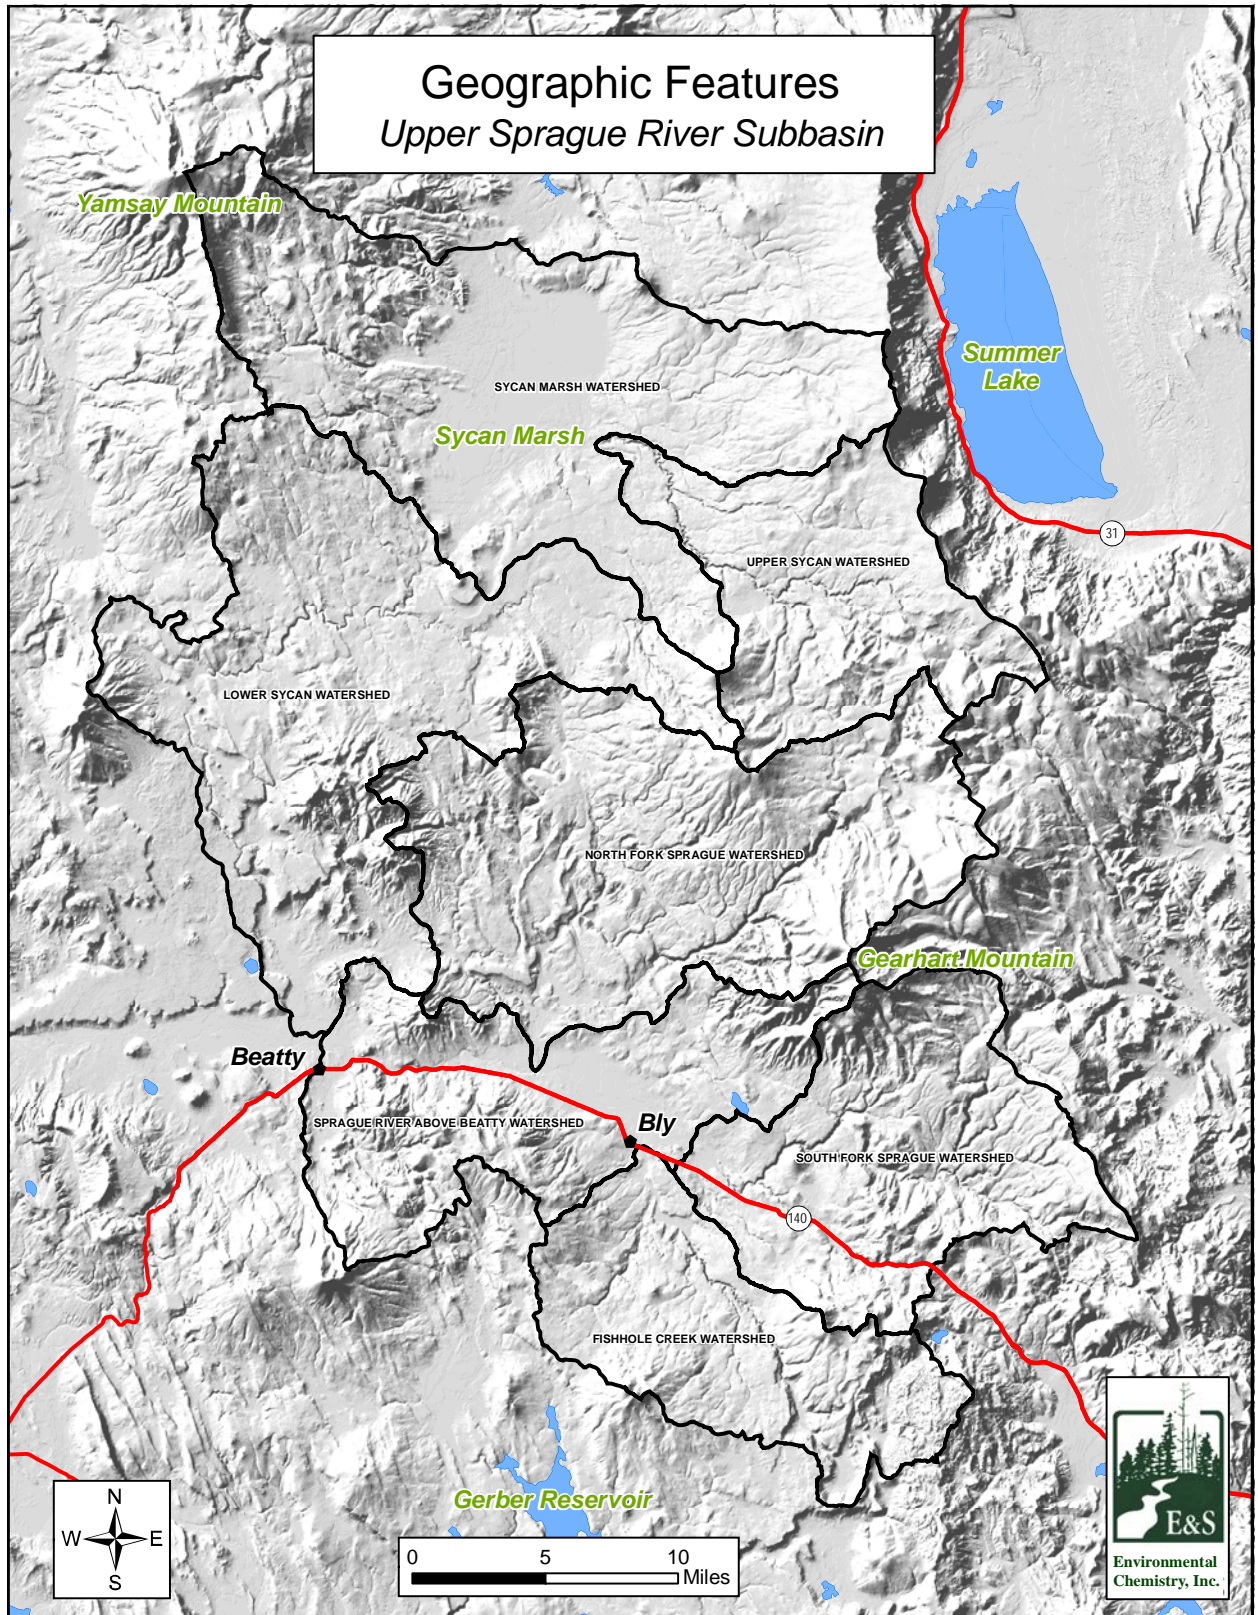 Geographic Features
Upper Sprague River Subbasin
Yamsay Mountain
Summer
Lake
SYCAN MARSH WATERSHED
Sycan Marsh
31
UPPER SYCAN WATERSHED
LOWER SYCAN WATERSHED
NORTH FORK SPRAGUE WATERSHED
Gearhart Mountain
Beatty
SPRAGUE RIVER ABOVE BEATTY WATERSHED
Bly
SOUTH FORK SPRAGUE WATERSHED
140
FISHHOLE CREEK WATERSHED
Gerber Reservoir
N
W E
S
0 5 10
Miles
E&S
Environmental
Chemistry, Inc.